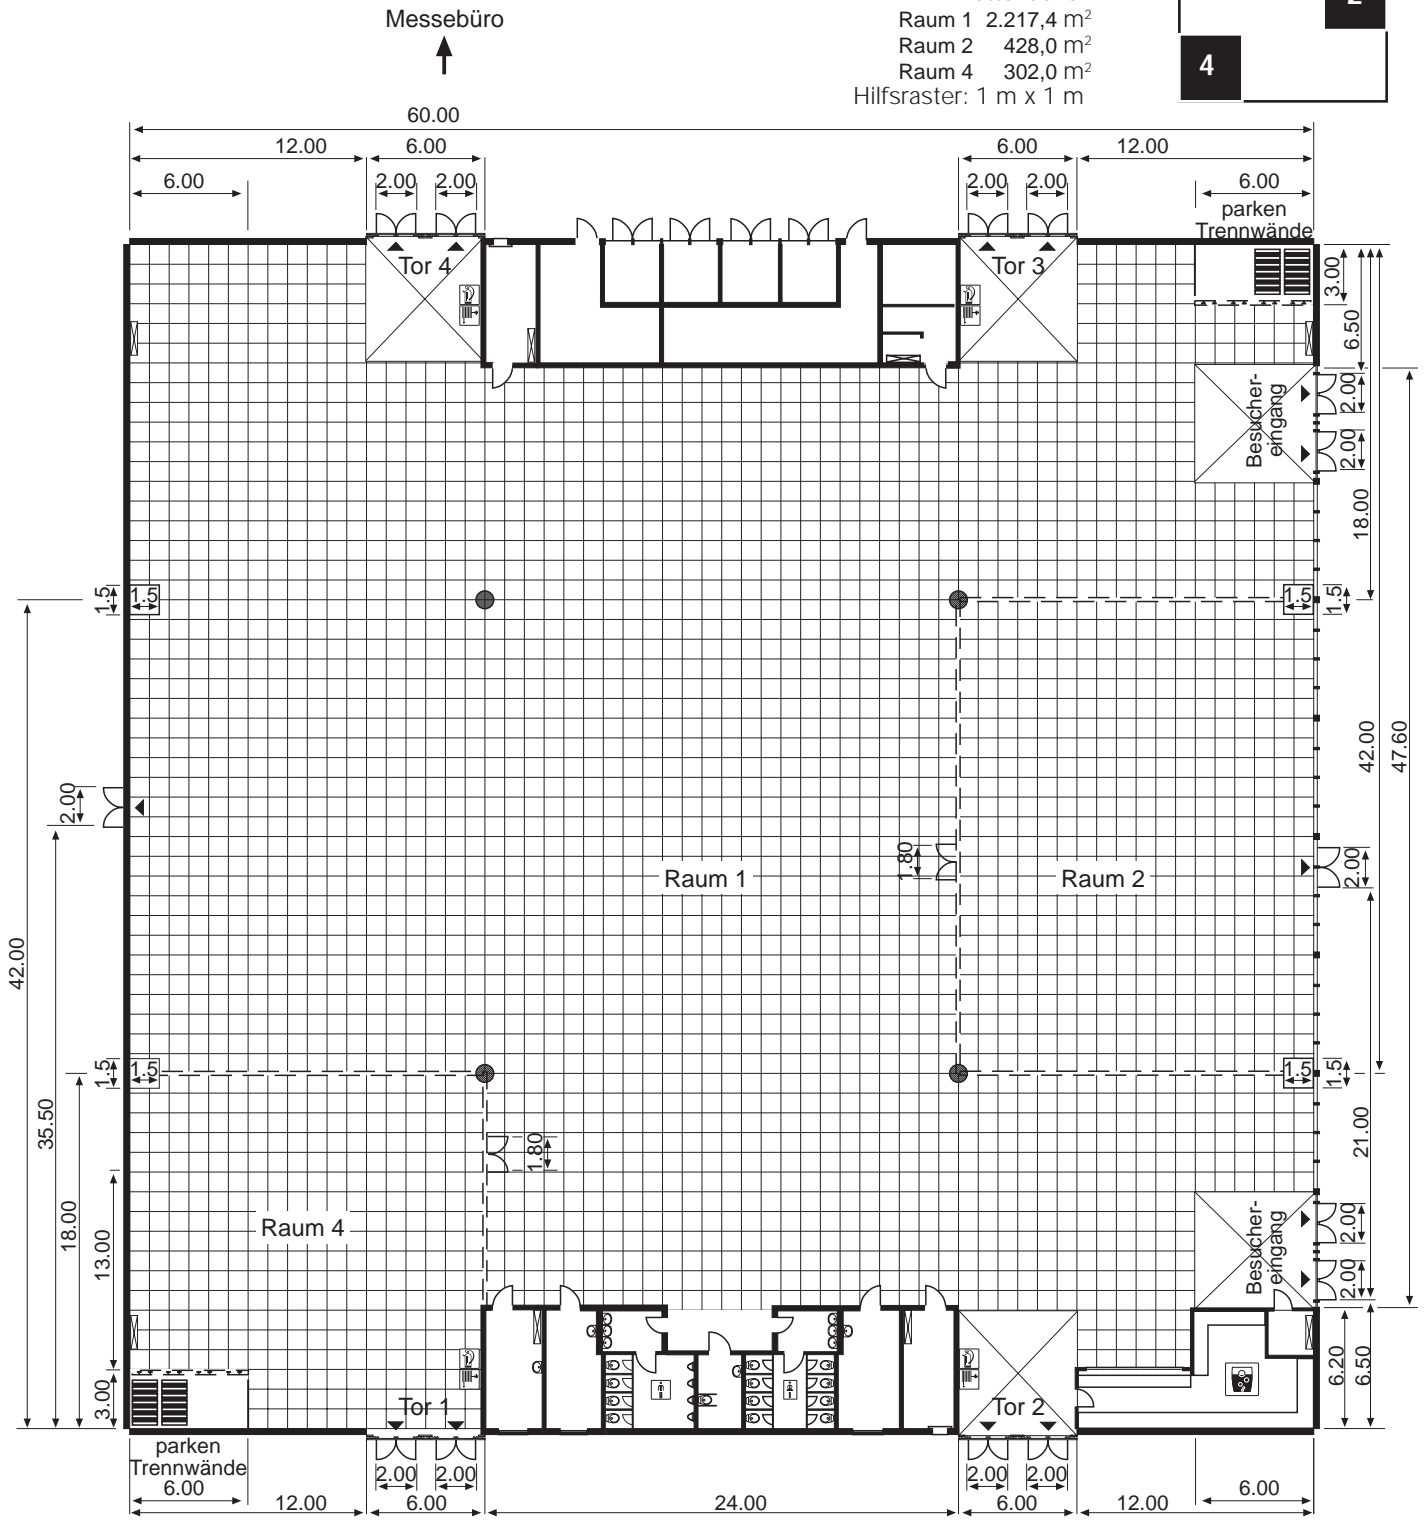 Messebüro
Raum 1 2.217,4 m²
Raum 2 428,0 m²
Raum 4 302,0 m²
Hilfsraster: 1 m x 1 m
2
4
60.00
12.00 6.00 6.00 12.00
6.00 2.00 2.00 2.00 2.00 6.00
parken
Trennwände
Tor 4
Tor 3
3.00
6.50
Besucher-
eingang
2.00
2.00
18.00
1.5 1.5
1.5 1.5
42.00
47.60
2.00
1.80
Raum 1
Raum 2
2.00
42.00
35.50
1.5 1.5
1.5 1.5
18.00
1.80
21.00
13.00
Raum 4
Besucher-
eingang
2.00
2.00
3.00
6.20
6.50
Tor 1
Tor 2
parken
Trennwände
6.00 2.00 2.00 2.00 2.00 6.00
12.00 6.00 24.00 6.00 12.00